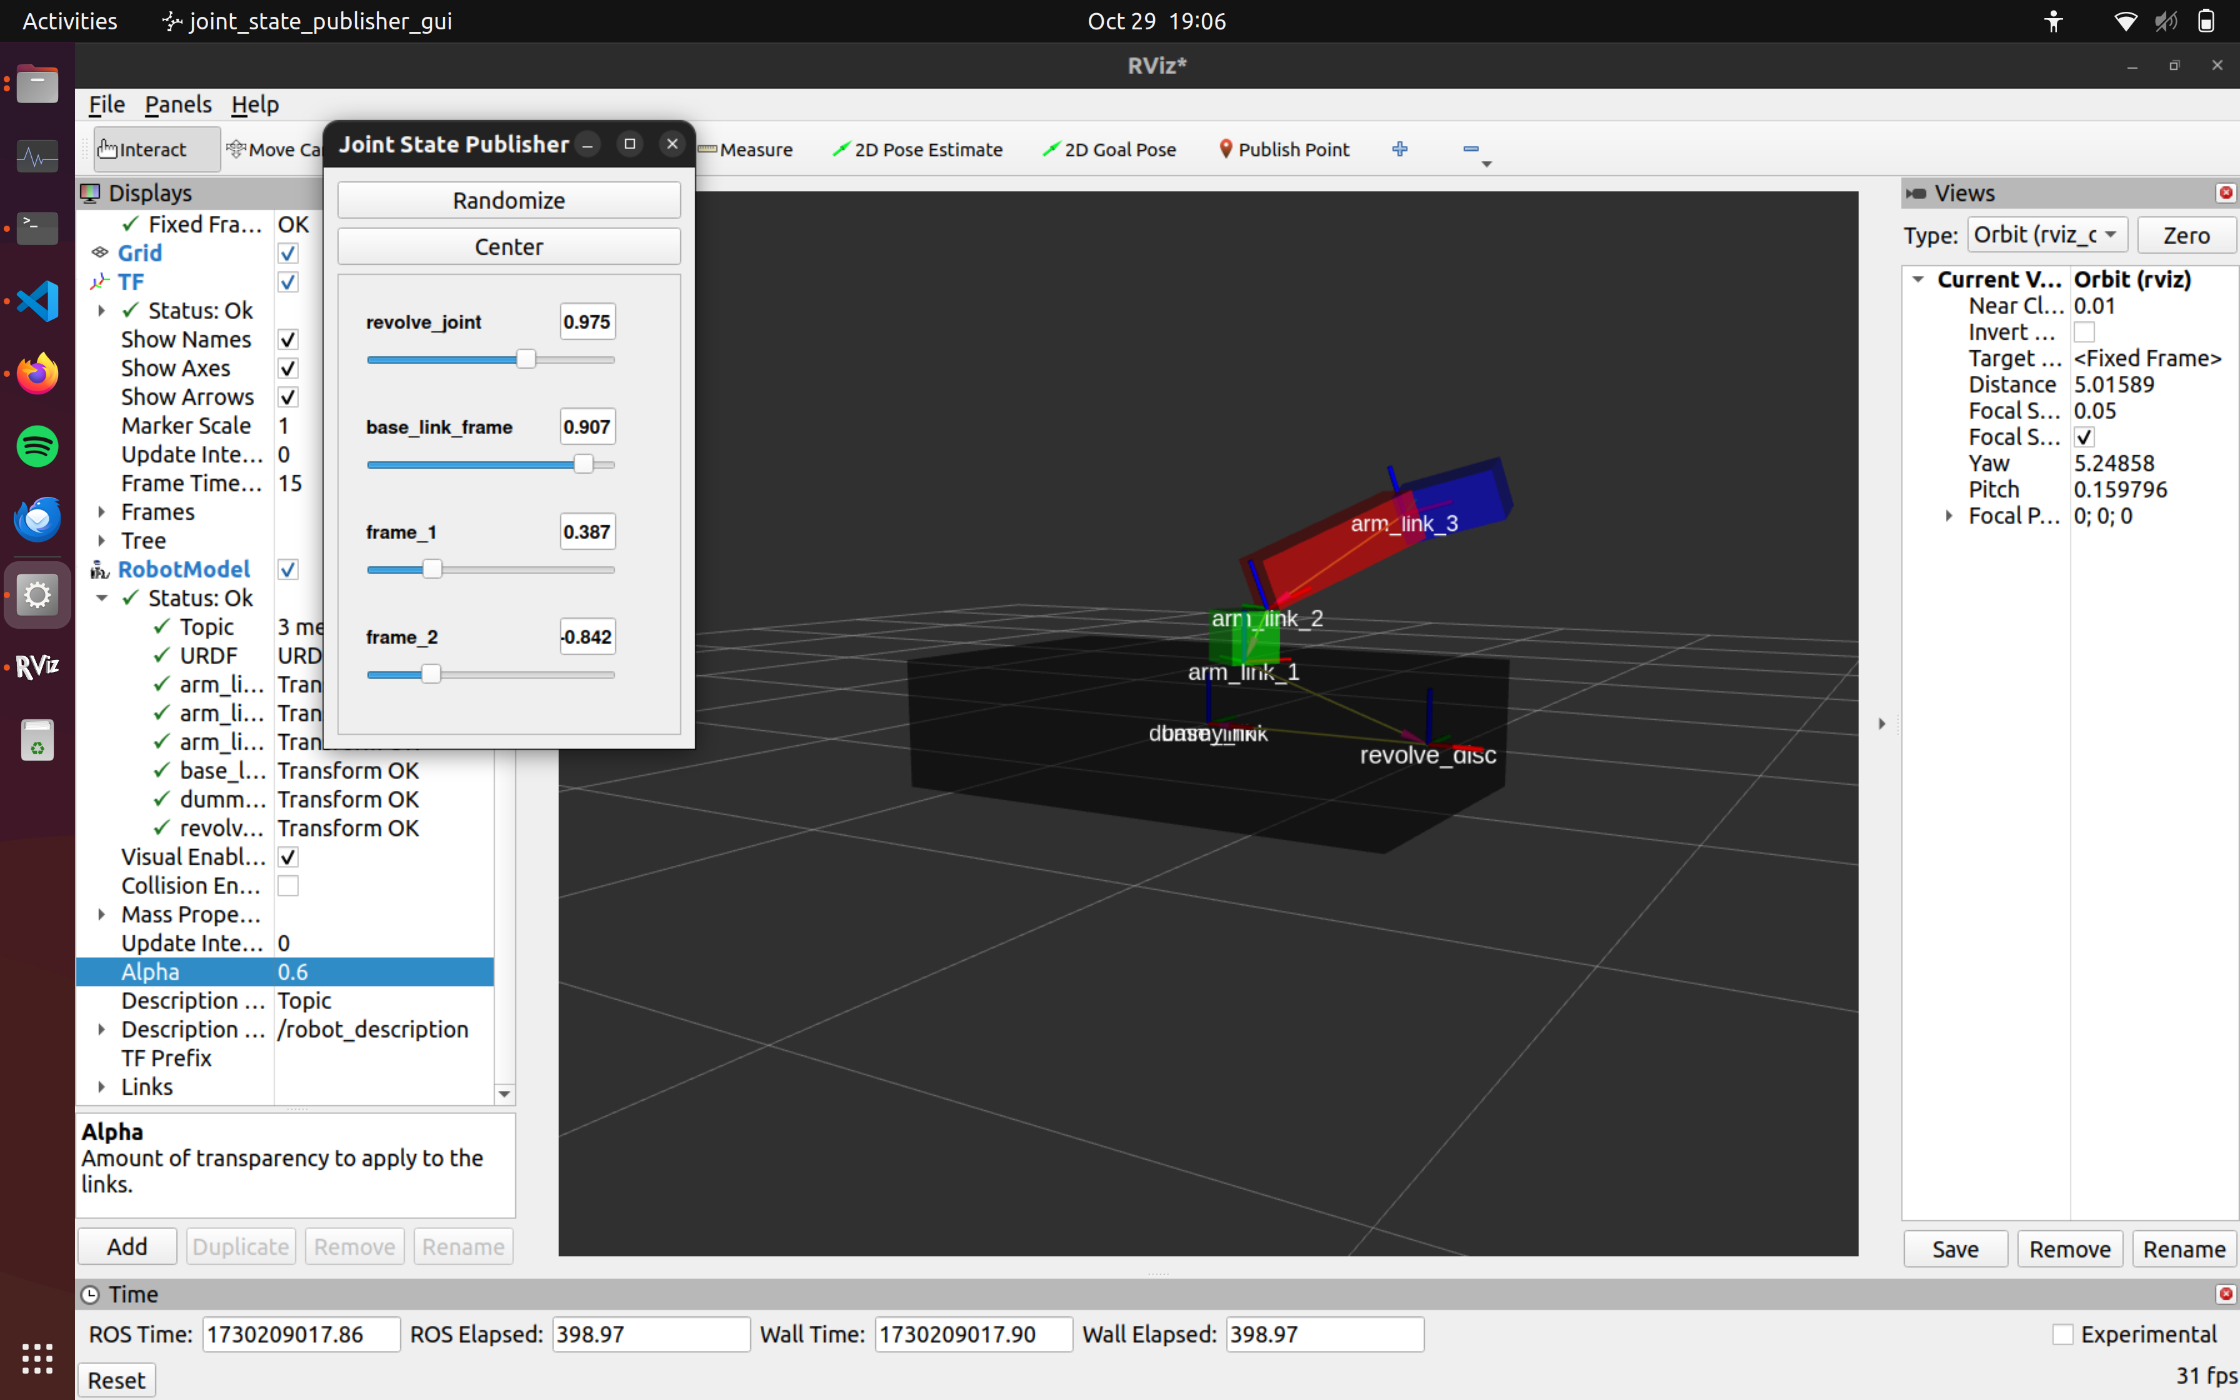 Activities
joint_state_publisher_gui
Oct 29 19:06
RViz*
File Panels Help
Interact
Move Ca
Measure
2D Pose Estimate
2D Goal Pose
Publish Point
Joint State Publisher
Randomize
Center
revolve_joint 0.975
base_link_frame 0.907
frame_1 0.387
frame_2 -0.842
Displays
Fixed Fra... OK
Grid
TF
Status: Ok
Show Names
Show Axes
Show Arrows
Marker Scale 1
Update Inte... 0
Frame Time... 15
Frames
Tree
RobotModel
Status: Ok
Topic 3 me
URDF URD
arm_li... Tran
arm_li... Tran
arm_li... Tran
base_l... Transform OK
dumm... Transform OK
revolv... Transform OK
Visual Enabl...
Collision En...
Mass Prope...
Update Inte... 0
Alpha 0.6
Description ... Topic
Description ... /robot_description
TF Prefix
Links
Alpha
Amount of transparency to apply to the
links.
Add Duplicate Remove Rename
arm_link_3
arm_link_2
arm_link_1
revolve_disc
Views
Type: Orbit (rviz_c Zero
Current V... Orbit (rviz)
Near Cl... 0.01
Invert ...
Target ... <Fixed Frame>
Distance 5.01589
Focal S... 0.05
Focal S...
Yaw 5.24858
Pitch 0.159796
Focal P... 0; 0; 0
Save Remove Rename
RViz
Time
ROS Time: 1730209017.86 ROS Elapsed: 398.97 Wall Time: 1730209017.90 Wall Elapsed: 398.97 Experimental
Reset 31 fps